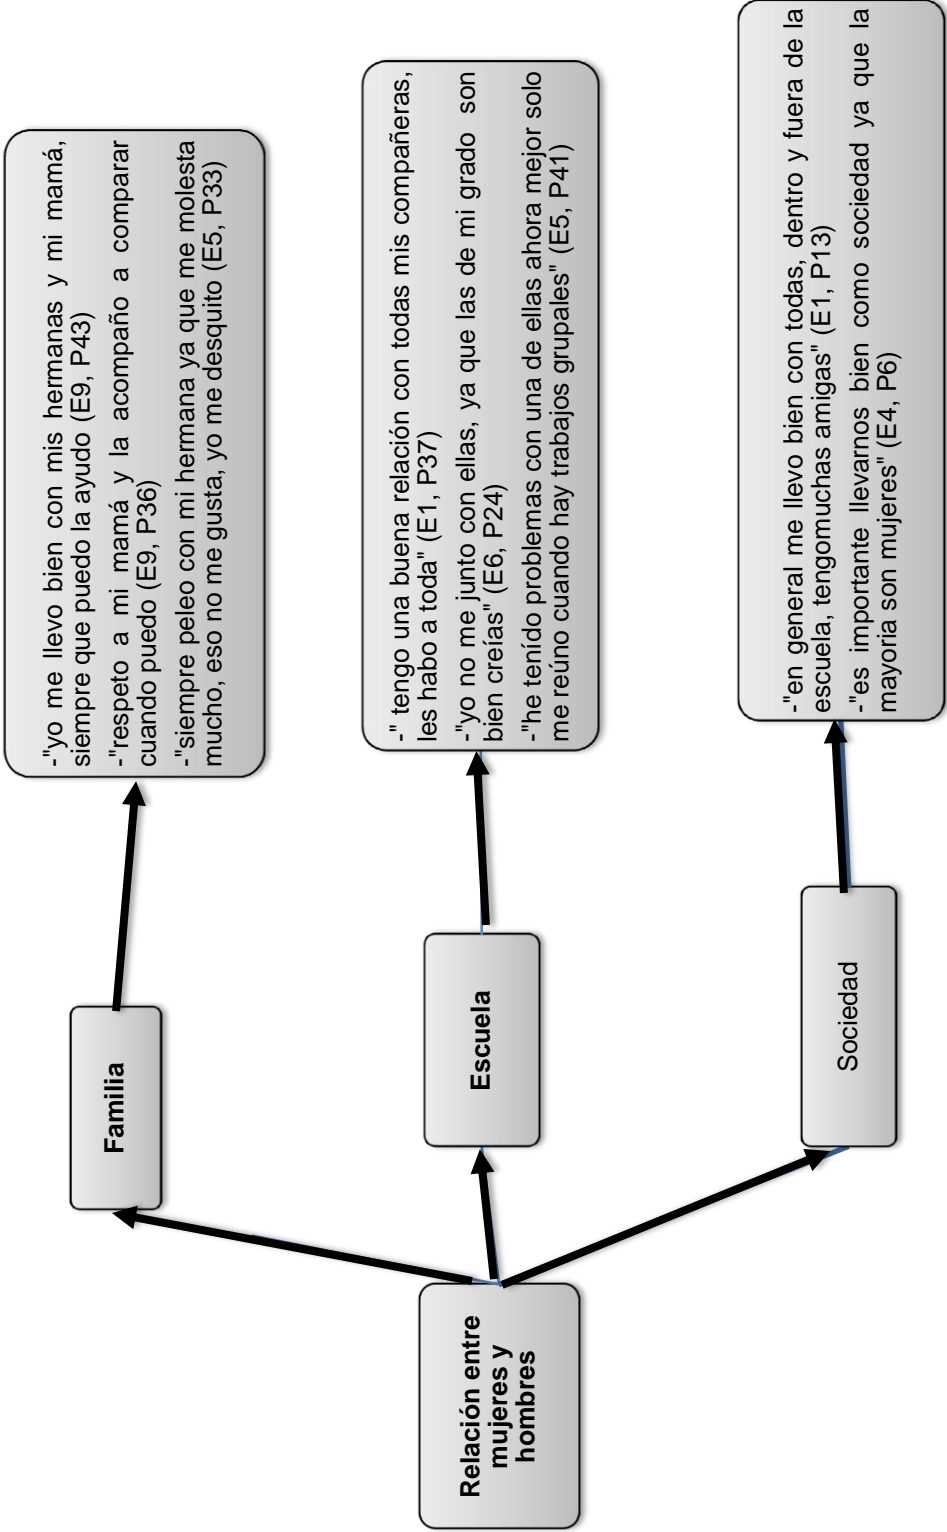 Relación entre
mujeres y
hombres
Familia
-"yo me llevo bien con mis hermanas y mi mamá,
siempre que puedo la ayudo (E9, P43)
-"respeto a mi mamá y la acompaño a comparar
cuando puedo (E9, P36)
-"siempre peleo con mi hermana ya que me molesta
mucho, eso no me gusta, yo me desquito (E5, P33)
Escuela
-" tengo una buena relación con todas mis compañeras,
les habo a toda" (E1, P37)
-"yo no me junto con ellas, ya que las de mi grado son
bien creías" (E6, P24)
-"he tenído problemas con una de ellas ahora mejor solo
me reúno cuando hay trabajos grupales" (E5, P41)
Sociedad
-"en general me llevo bien con todas, dentro y fuera de la
escuela, tengomuchas amigas" (E1, P13)
-"es importante llevarnos bien como sociedad ya que la
mayoria son mujeres" (E4, P6)